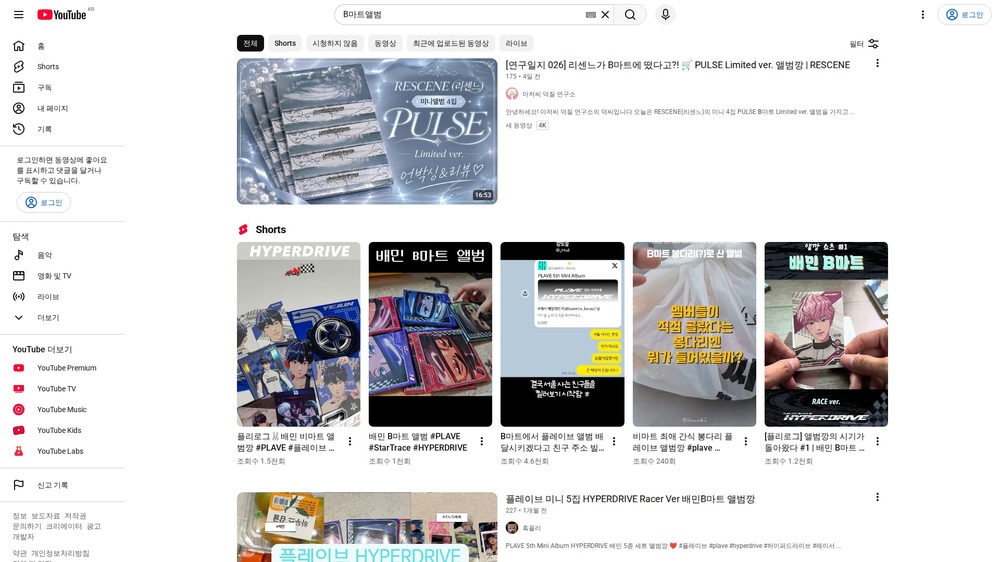 YouTube KR
B마트앨범
로그인
홈
Shorts
구독
내 페이지
기록
로그인하면 동영상에 좋아요
를 표시하고 댓글을 달거나
구독할 수 있습니다.
로그인
탐색
음악
영화 및 TV
라이브
더보기
YouTube 더보기
YouTube Premium
YouTube TV
YouTube Music
YouTube Kids
YouTube Labs
신고 기록
정보 보도자료 저작권
문의하기 크리에이터 광고
개발자
약관 개인정보처리방침
전체
Shorts
시청하지 않음
동영상
최근에 업로드된 동영상
라이브
필터
RESCENE (리센느)
미니앨범 4집
PULSE
Limited ver.
언박싱&리뷰♡
16:53
[연구일지 026] 리센느가 B마트에 떴다고?! 🛒 PULSE Limited ver. 앨범깡 | RESCENE
175 • 4일 전
아저씨 덕질 연구소
안녕하세요! 아저씨 덕질 연구소의 덕씨입니다 오늘은 RESCENE(리센느)의 미니 4집 PULSE B마트 Limited ver. 앨범을 가지고 ...
새 동영상
4K
Shorts
HYPERDRIVE
YEJUN
플리로그🐰 배민 비마트 앨
범깡 #PLAVE #플레이브 ...
조회수 1.5천회
배민 B마트 앨범
배민 B마트 앨범 #PLAVE
#StarTrace #HYPERDRIVE
조회수 1천회
PLAVE 5th Mini Album
결국 서울 사는 친구들을
빌려보기 시작함 ㅎ
B마트에서 플레이브 앨범 배
달시키겠다고 친구 주소 빌...
조회수 4.6천회
B마트 봉다리(?)로 산 앨범
멤버들이
직접 골랐다는
봉다리엔
뭐가 들어있을까?
비마트 최애 간식 봉다리 플
레이브 앨범깡 #plave ...
조회수 240회
앨깡 쇼츠 #1
배민 B마트
RACE ver.
HYPERDRIVE
[플리로그] 앨범깡의 시기가
돌아왔다 #1 | 배민 B마트 ...
조회수 1.2천회
플레이브 HYPERDRIVE
플레이브 미니 5집 HYPERDRIVE Racer Ver 배민B마트 앨범깡
227 • 1개월 전
흑플리
PLAVE 5th Mini Album HYPERDRIVE 배민 5종 세트 앨범깡 ❤️ #플레이브 #plave #hyperdrive #하이퍼드라이브 #레이서 ...